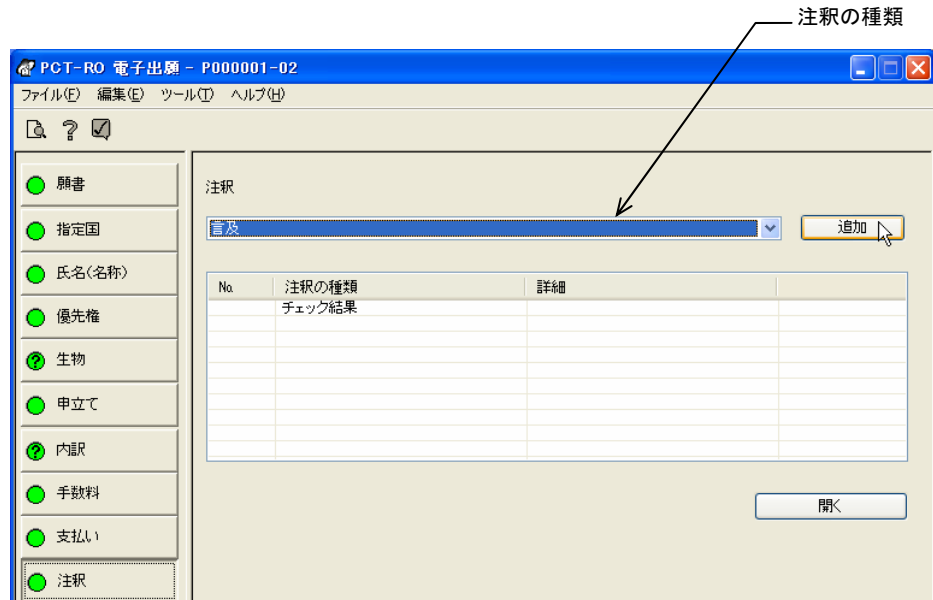 注釈の種類
PCT-RO 電子出願 - P000001-02
ファイル(F) 編集(E) ツール(T) ヘルプ(H)
願書
指定国
氏名(名称)
優先権
生物
申立て
内訳
手数料
支払い
注釈
注釈
言及
追加
No. 注釈の種類 詳細
チェック結果
開く